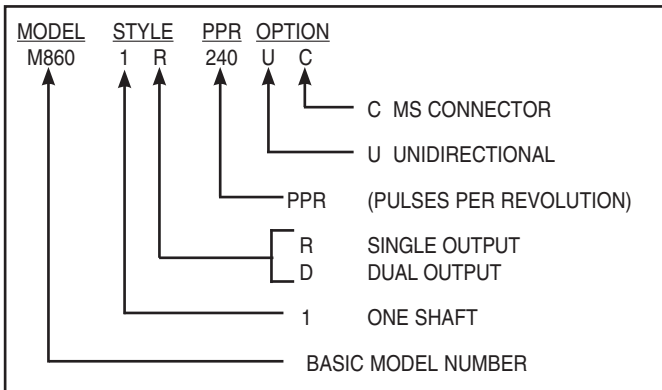 MODEL STYLE PPR OPTION
M860 1 R 240 U C
C MS CONNECTOR
U UNIDIRECTIONAL
PPR (PULSES PER REVOLUTION)
R SINGLE OUTPUT
D DUAL OUTPUT
1 ONE SHAFT
BASIC MODEL NUMBER